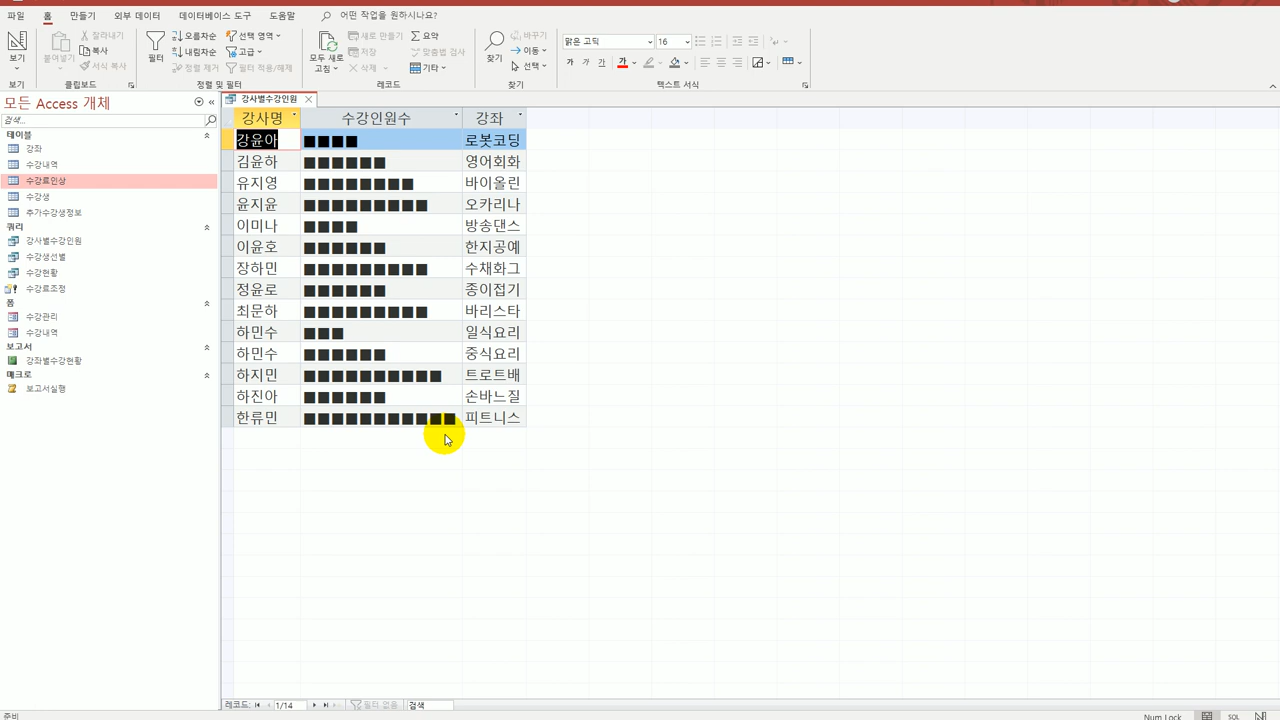 파일 홈 만들기 외부 데이터 데이터베이스 도구 도움말 어떤 작업을 원하시나요?
보기 붙여넣기 잘라내기 복사 서식 복사
필터 오름차순 내림차순 정렬 제거 선택 영역 고급 필터 적용/해제
모두 새로 고침 새로 만들기 저장 삭제 요약 맞춤법 검사 기타
찾기 바꾸기 이동 선택
맑은 고딕 16
가 가 가 가
보기 클립보드 정렬 및 필터 레코드 찾기 텍스트 서식
모든 Access 개체
검색...
테이블
강좌
수강내역
수강료인상
수강생
추가수강생정보
쿼리
강사별수강인원
수강생선별
수강현황
수강료조정
폼
수강관리
수강내역
보고서
강좌별수강현황
매크로
보고서실행
강사별수강인원
강사명 수강인원수 강좌
강윤아 ■■■■ 로봇코딩
김윤하 ■■■■■■ 영어회화
유지영 ■■■■■■■■ 바이올린
윤지윤 ■■■■■■■■■ 오카리나
이미나 ■■■■ 방송댄스
이윤호 ■■■■■■ 한지공예
장하민 ■■■■■■■■■ 수채화그
정윤로 ■■■■■■ 종이접기
최문하 ■■■■■■■■■ 바리스타
하민수 ■■■ 일식요리
하민수 ■■■■■■ 중식요리
하지민 ■■■■■■■■■■ 트로트배
하진아 ■■■■■■ 손바느질
한류민 ■■■■■■■■■■■ 피트니스
레코드: 1/14 필터 없음 검색
준비 Num Lock SQL